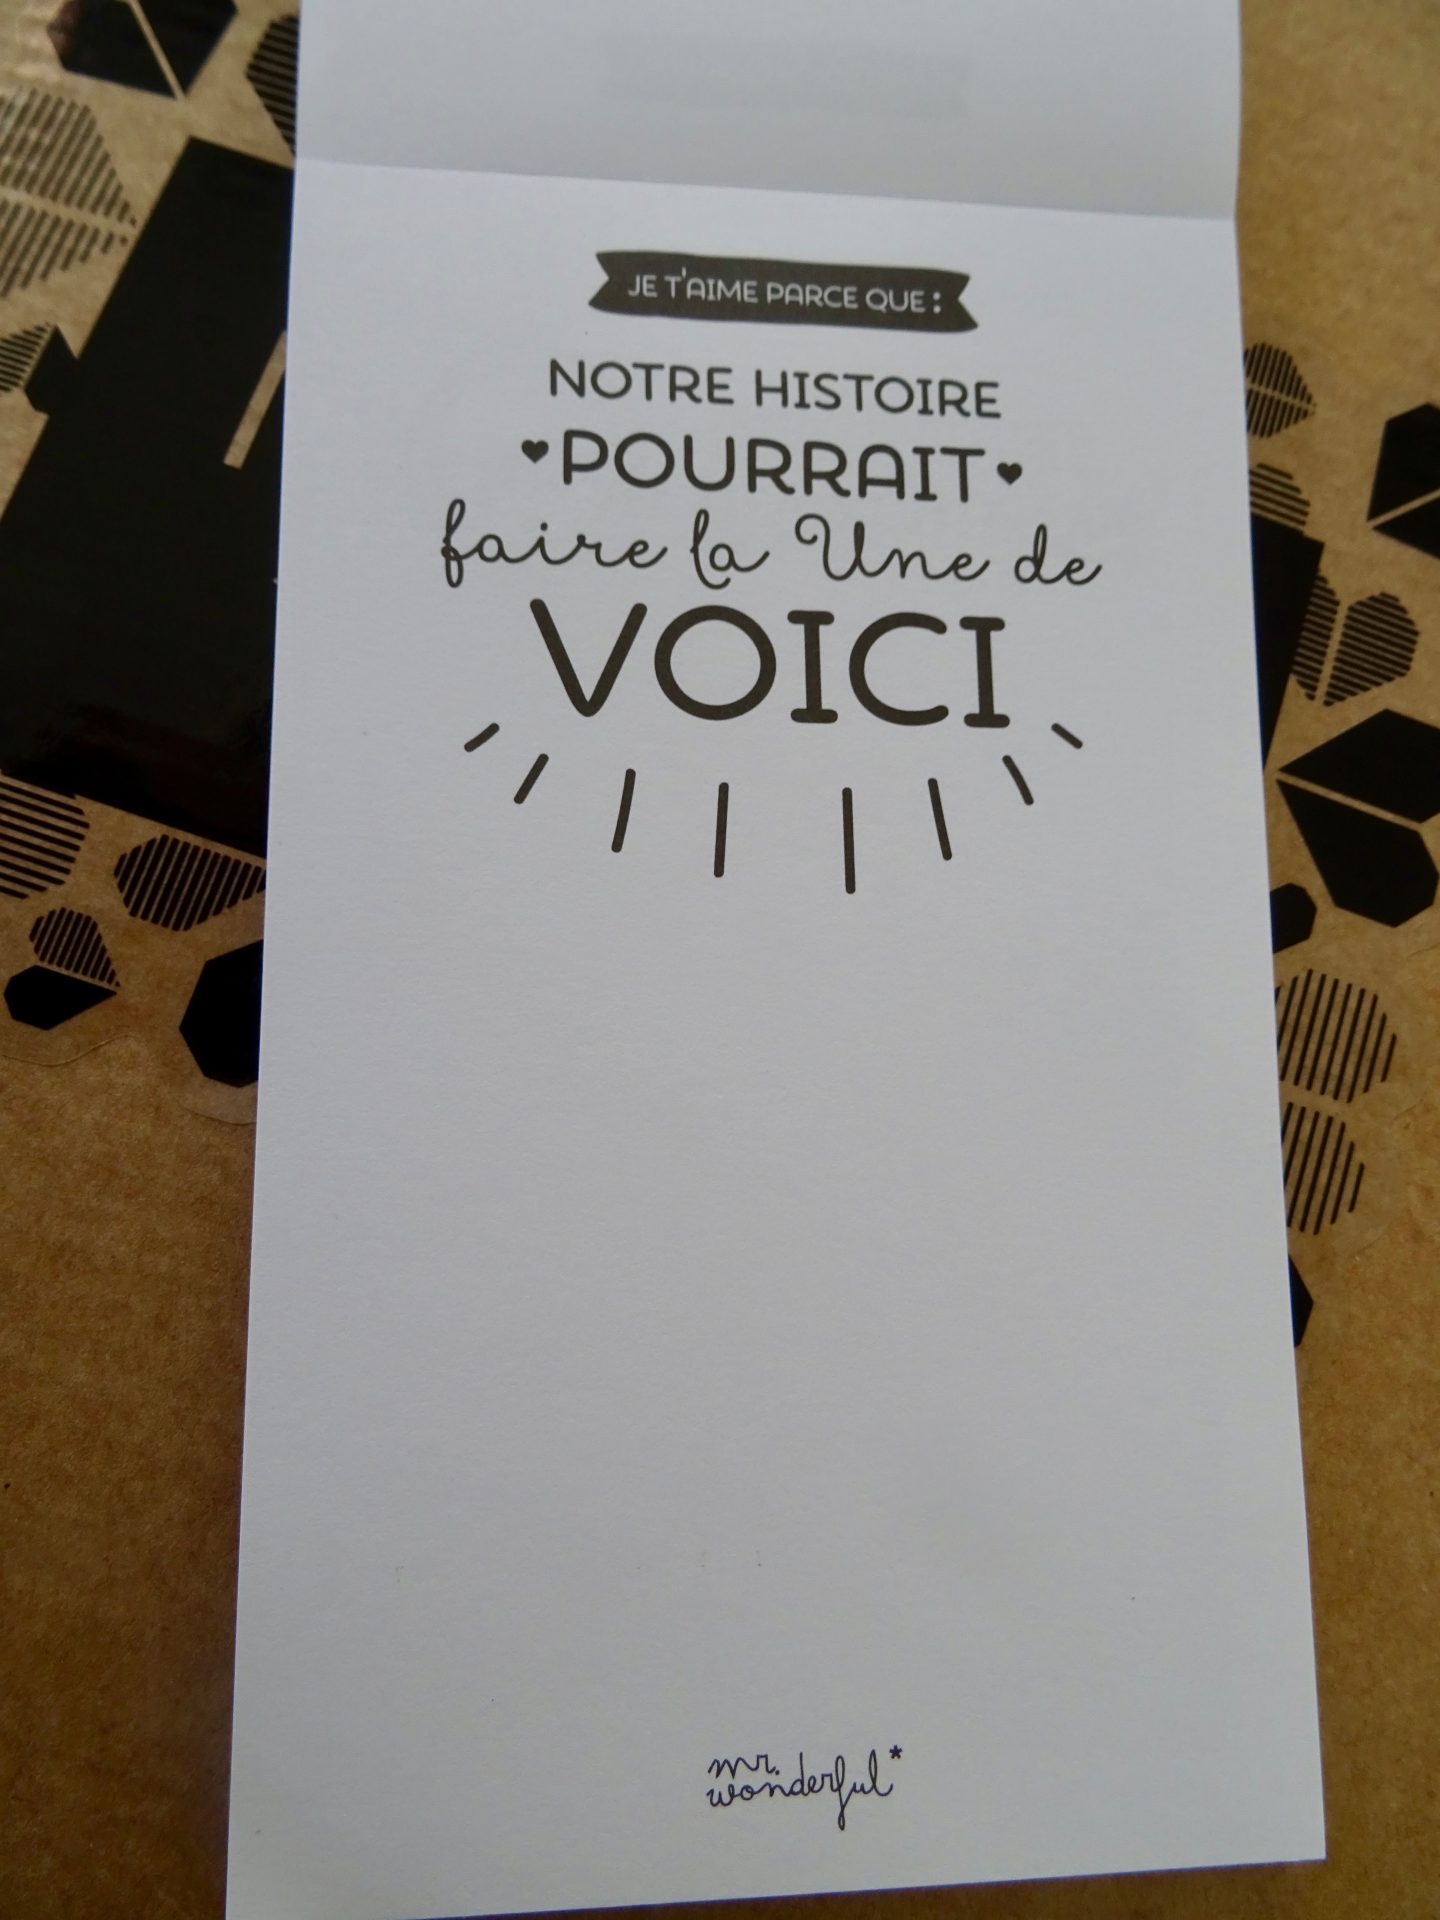 JE T'AIME PARCE QUE :
NOTRE HISTOIRE
POURRAIT
faire la Une de
VOICI
mr.
wonderful*